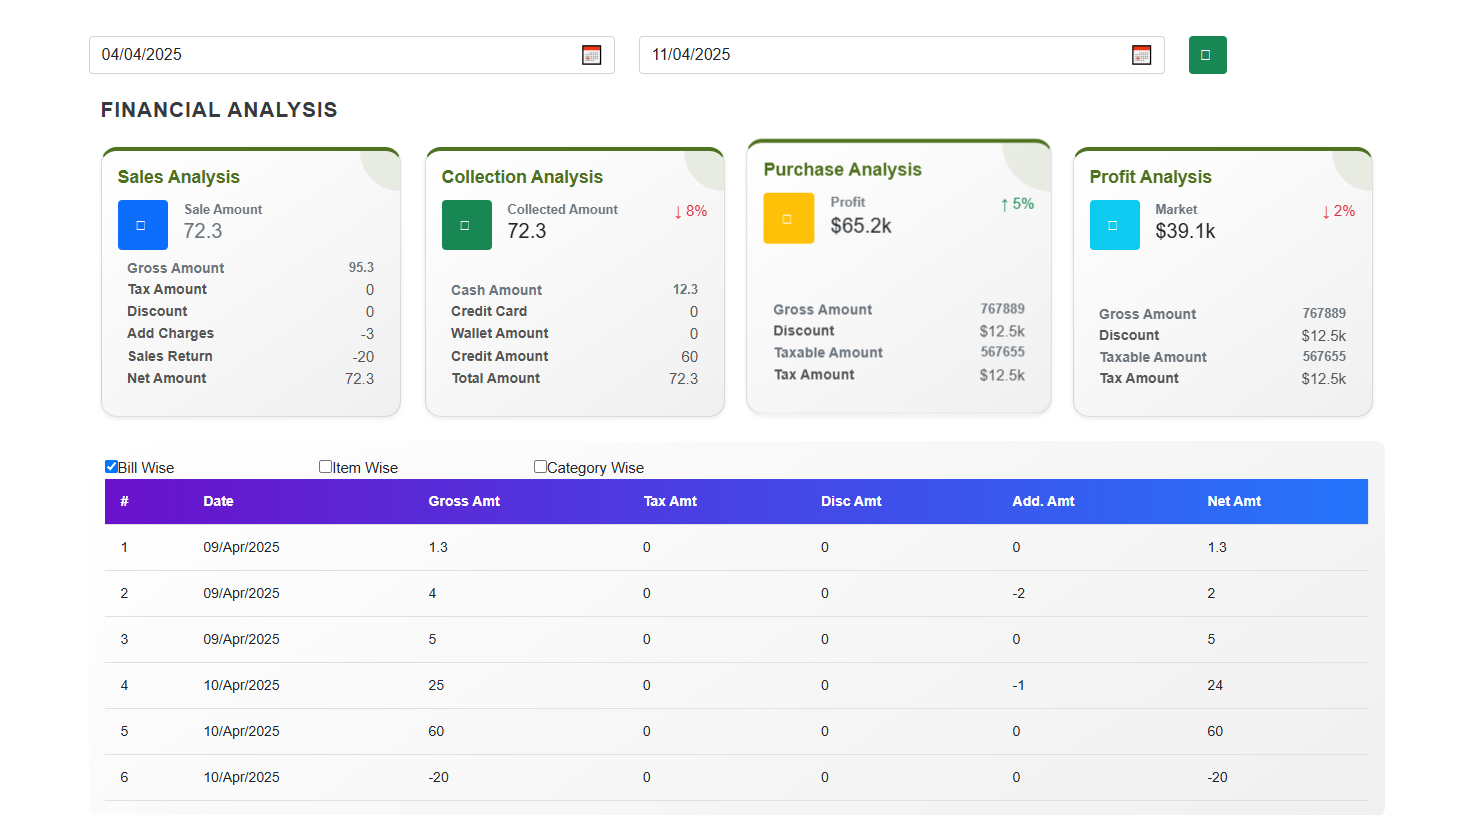 04/04/2025 11/04/2025
FINANCIAL ANALYSIS
Sales Analysis
Sale Amount
72.3
Gross Amount 95.3
Tax Amount 0
Discount 0
Add Charges -3
Sales Return -20
Net Amount 72.3
Collection Analysis
Collected Amount ↓ 8%
72.3
Cash Amount 12.3
Credit Card 0
Wallet Amount 0
Credit Amount 60
Total Amount 72.3
Purchase Analysis
Profit ↑ 5%
$65.2k
Gross Amount 767889
Discount $12.5k
Taxable Amount 567655
Tax Amount $12.5k
Profit Analysis
Market ↓ 2%
$39.1k
Gross Amount 767889
Discount $12.5k
Taxable Amount 567655
Tax Amount $12.5k
Bill Wise Item Wise Category Wise
# Date Gross Amt Tax Amt Disc Amt Add. Amt Net Amt
1 09/Apr/2025 1.3 0 0 0 1.3
2 09/Apr/2025 4 0 0 -2 2
3 09/Apr/2025 5 0 0 0 5
4 10/Apr/2025 25 0 0 -1 24
5 10/Apr/2025 60 0 0 0 60
6 10/Apr/2025 -20 0 0 0 -20